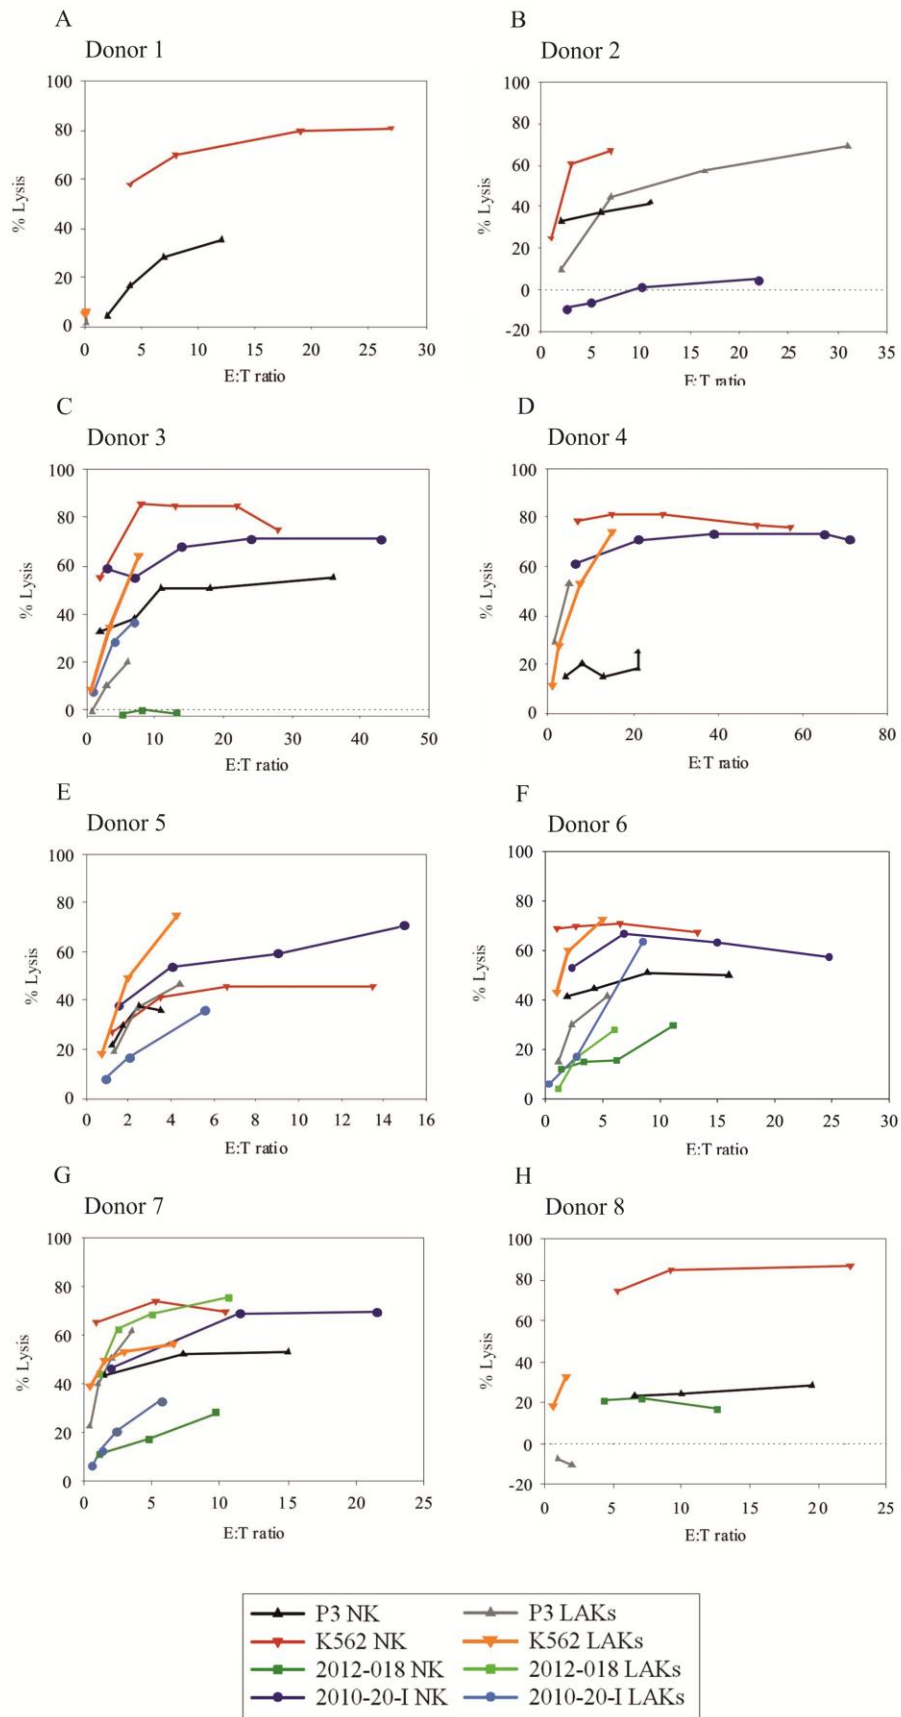 A
Donor 1
100
80
60
40
20
0
% Lysis
0 5 10 15 20 25 30
E:T ratio
B
Donor 2
100
80
60
40
20
0
-20
% Lysis
0 5 10 15 20 25 30 35
E:T ratio
C
Donor 3
100
80
60
40
20
0
% Lysis
0 10 20 30 40 50
E:T ratio
D
Donor 4
100
80
60
40
20
0
% Lysis
0 20 40 60 80
E:T ratio
E
Donor 5
100
80
60
40
20
0
% Lysis
0 2 4 6 8 10 12 14 16
E:T ratio
F
Donor 6
100
80
60
40
20
0
% Lysis
0 5 10 15 20 25 30
E:T ratio
G
Donor 7
100
80
60
40
20
0
% Lysis
0 5 10 15 20 25
E:T ratio
H
Donor 8
100
80
60
40
20
0
-20
% Lysis
0 5 10 15 20 25
E:T ratio
P3 NK
K562 NK
2012-018 NK
2010-20-I NK
P3 LAKs
K562 LAKs
2012-018 LAKs
2010-20-I LAKs